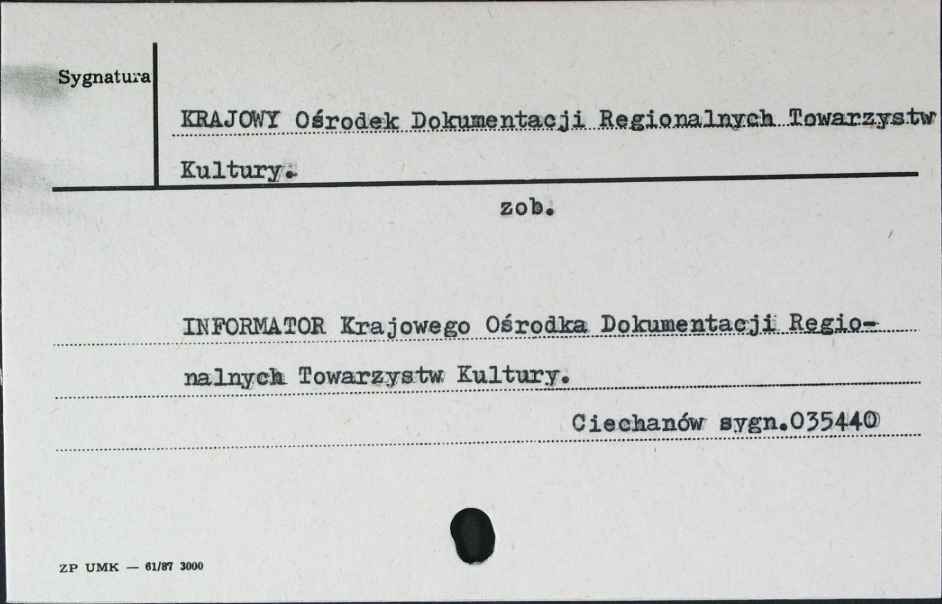 Sygnatura
KRAJOWY Ośrodek Dokumentacji Regionalnych Towarzystw
Kultury.
zob.
INFORMATOR Krajowego Ośrodka Dokumentacji Regio-
nalnych Towarzystw Kultury.
Ciechanów sygn.035440
ZP UMK — 61/87 3000